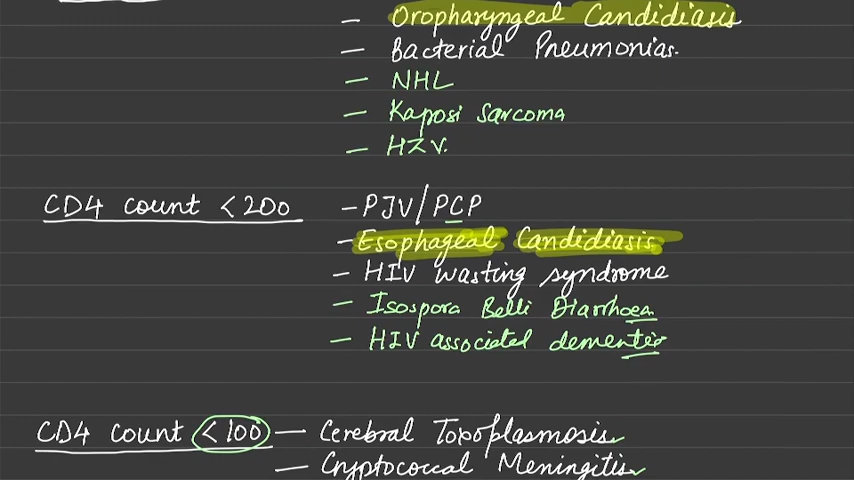 — Oropharyngeal Candidiasis
— Bacterial Pneumonias.
— NHL
— Kaposi Sarcoma
— HZV.
CD4 count <200 — PJV/PCP
— Esophageal Candidiasis
— HIV wasting syndrome
— Isospora Belli Diarrhoea
— HIV associated dementia
CD4 count <100 — Cerebral Toxoplasmosis
— Cryptococcal Meningitis